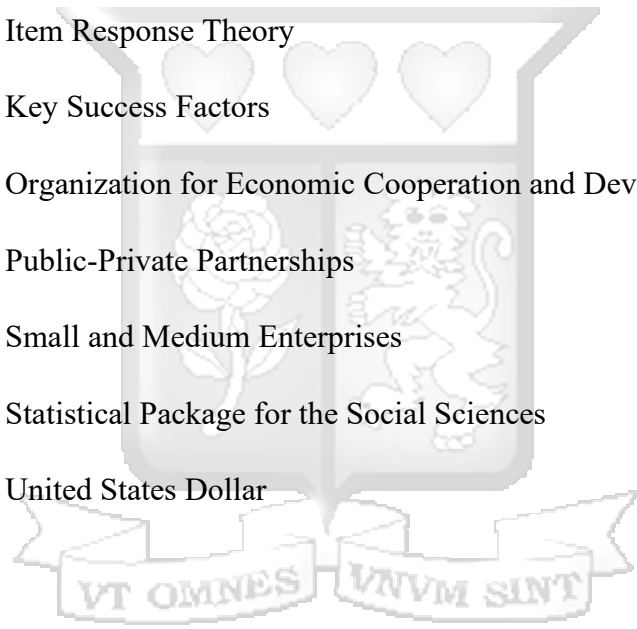 Item Response Theory
Key Success Factors
Organization for Economic Cooperation and Dev
Public-Private Partnerships
Small and Medium Enterprises
Statistical Package for the Social Sciences
United States Dollar
VT OMNES VNVM SINT